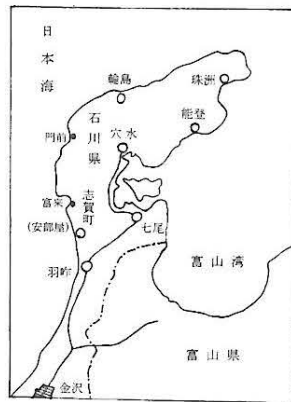 日本海
輪島
珠洲
能登
石川県
穴水
門前
富来
志賀町
(安部屋)
七尾
羽咋
富山湾
富山県
金沢